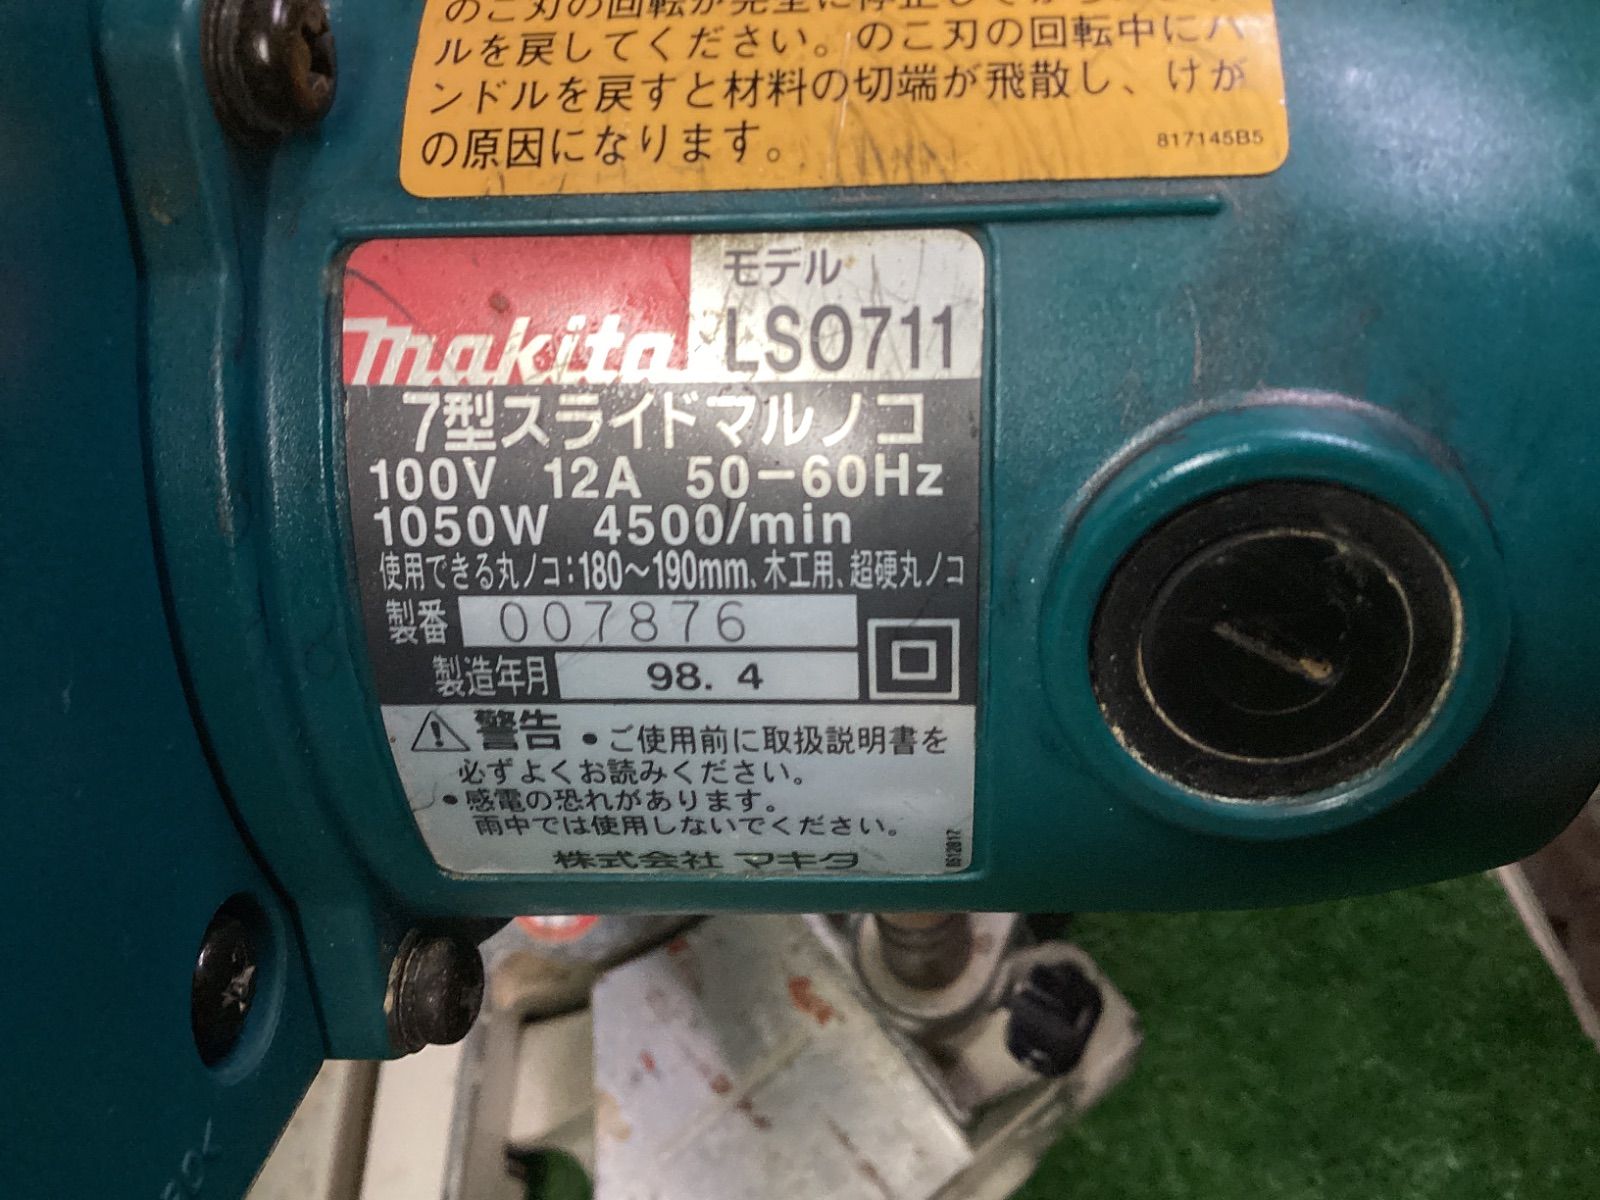 のこ刃の回転が完全に停止してから
ルを戻してください。のこ刃の回転中にハ
ンドルを戻すと材料の切端が飛散し、けが
の原因になります。
817145B5
makita
モデル
LS0711
7型スライドマルノコ
100V 12A 50-60Hz
1050W 4500/min
使用できる丸ノコ:180〜190mm、木工用、超硬丸ノコ
製番 007876
製造年月 98. 4
警告 •ご使用前に取扱説明書を
必ずよくお読みください。
•感電の恐れがあります。
雨中では使用しないでください。
株式会社 マキタ